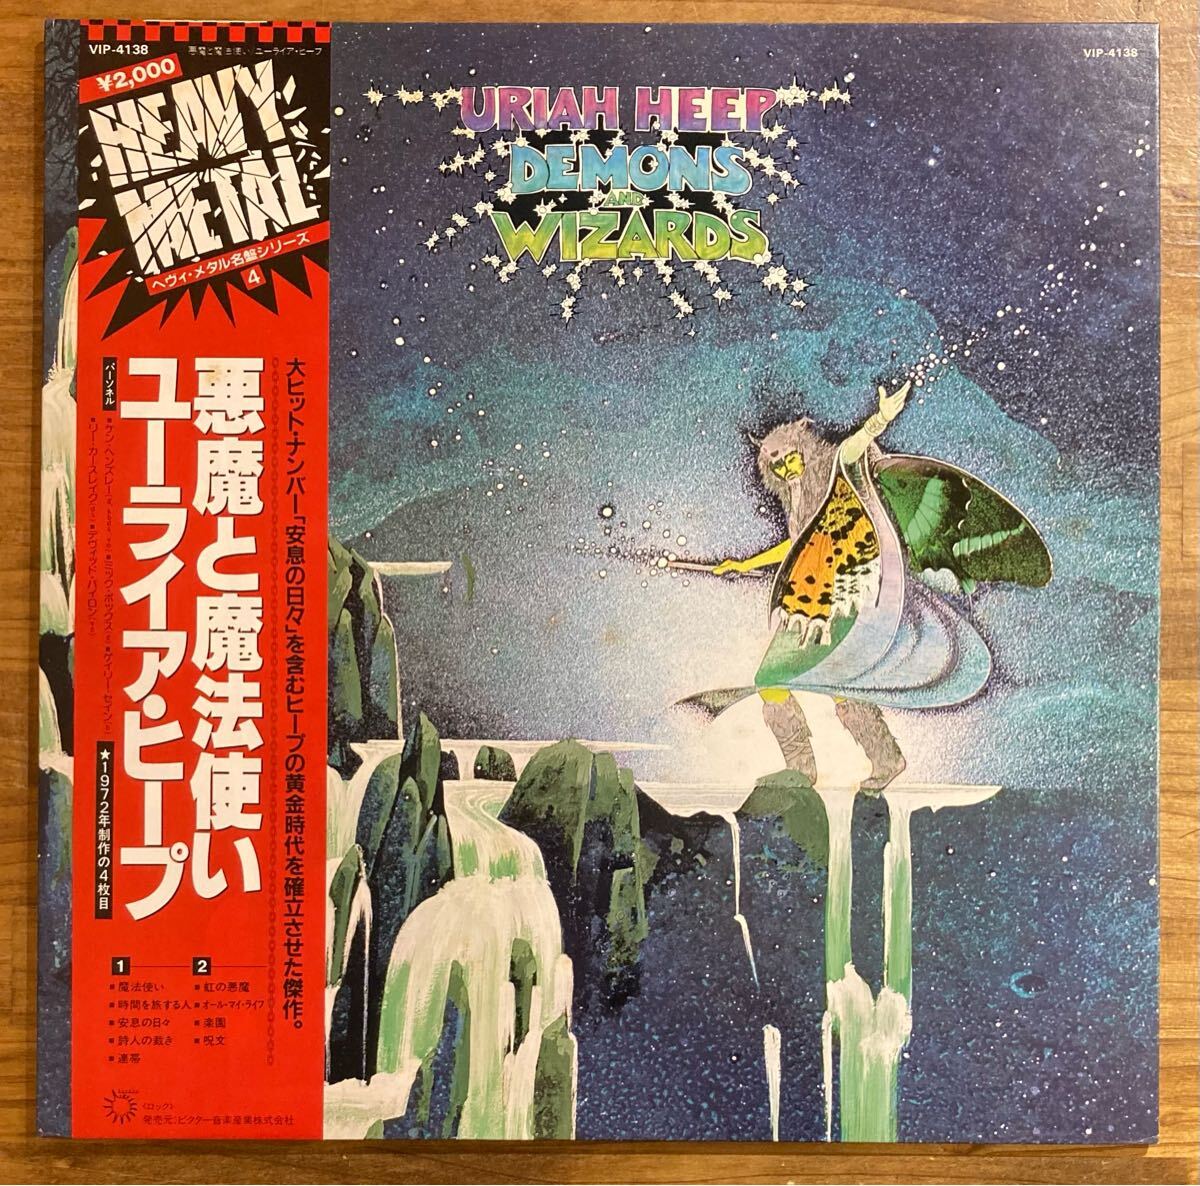 VIP-4138
悪魔と魔法使い/ユーライア・ヒープ
¥2,000
HEAVY
METAL
ヘヴィ・メタル名盤シリーズ
4
大ヒット・ナンバー「安息の日々」を含むヒープの黄金時代を確立させた傑作。
悪魔と魔法使い
ユーライア・ヒープ
パーソネル
■ケン・ヘンズレー ■ミック・ボックス ■ゲイリー・セイン
■リー・カースレイク ■デヴィッド・バイロン
★1972年制作の4枚目
1
■魔法使い
■時間を旅する人
■安息の日々
■詩人の裁き
■連帯
2
■虹の悪魔
■オール・マイ・ライフ
■楽園
■呪文
〈ロック〉
発売元:ビクター音楽産業株式会社
VIP-4138
URIAH HEEP
DEMONS
AND
WIZARDS